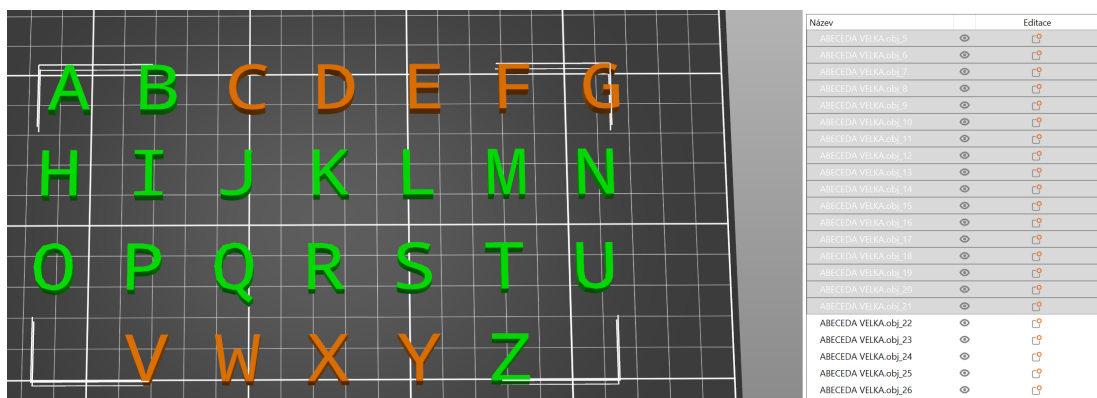 A B C D E F G
H I J K L M N
O P Q R S T U
V W X Y Z
Název Editace
ABECEDA VELKA.obj_5
ABECEDA VELKA.obj_6
ABECEDA VELKA.obj_7
ABECEDA VELKA.obj_8
ABECEDA VELKA.obj_9
ABECEDA VELKA.obj_10
ABECEDA VELKA.obj_11
ABECEDA VELKA.obj_12
ABECEDA VELKA.obj_13
ABECEDA VELKA.obj_14
ABECEDA VELKA.obj_15
ABECEDA VELKA.obj_16
ABECEDA VELKA.obj_17
ABECEDA VELKA.obj_18
ABECEDA VELKA.obj_19
ABECEDA VELKA.obj_20
ABECEDA VELKA.obj_21
ABECEDA VELKA.obj_22
ABECEDA VELKA.obj_23
ABECEDA VELKA.obj_24
ABECEDA VELKA.obj_25
ABECEDA VELKA.obj_26